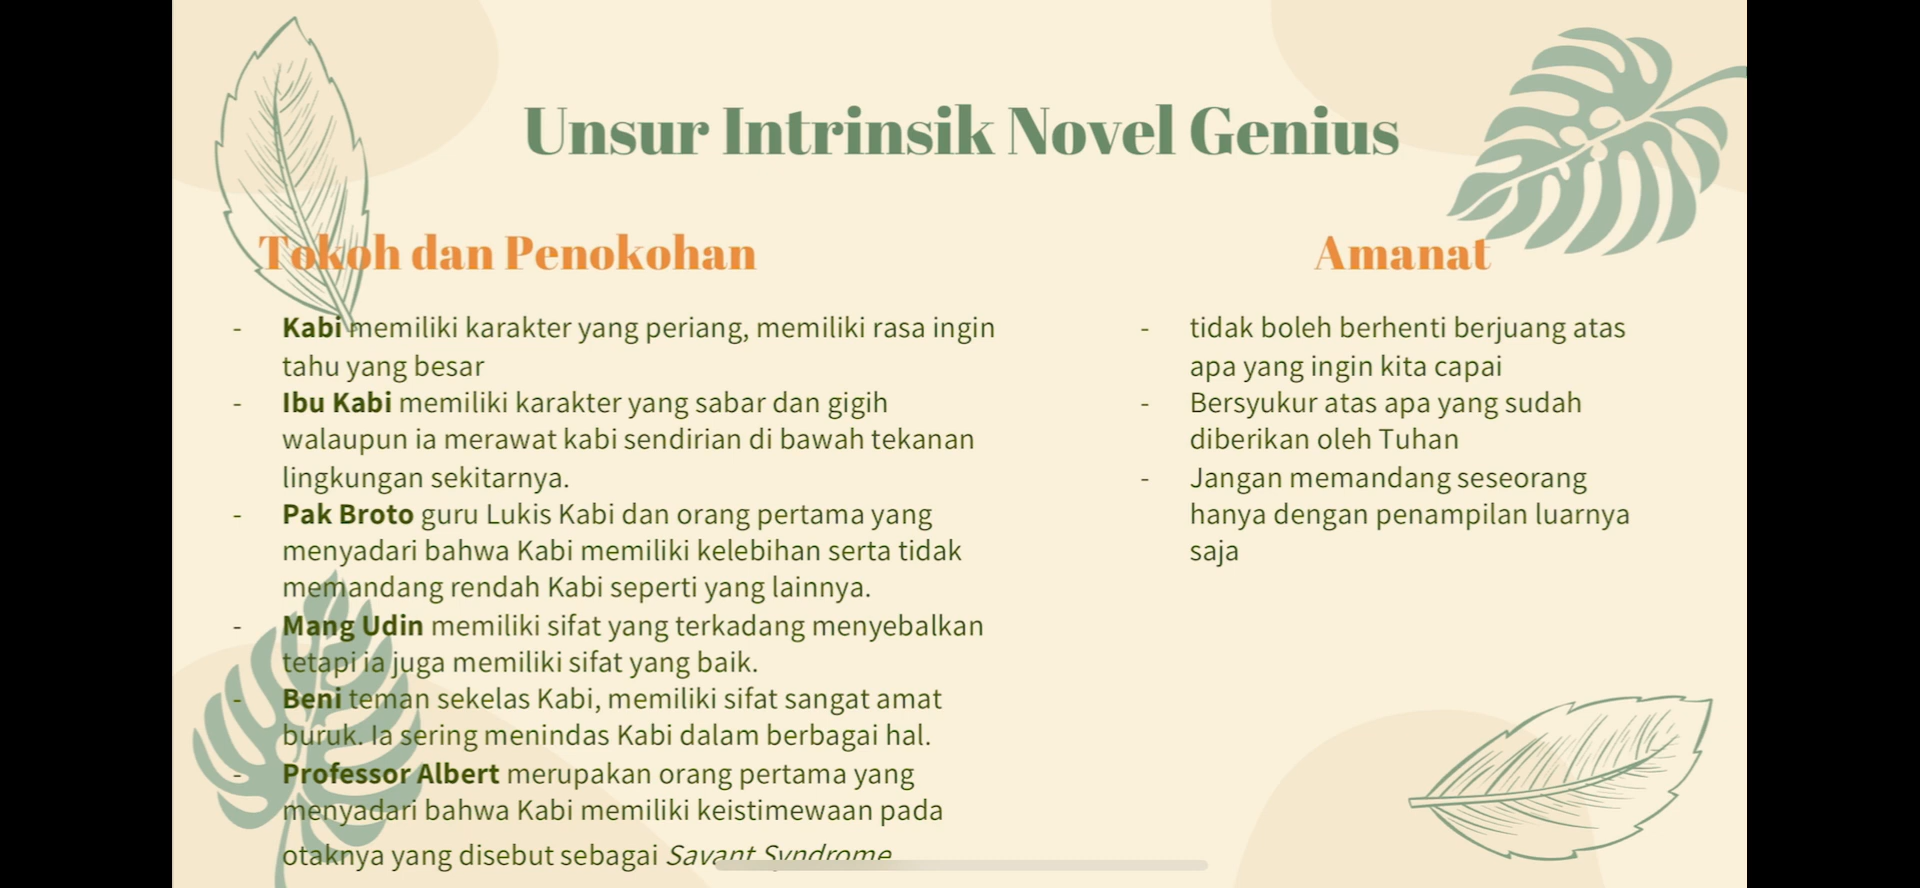 Unsur Intrinsik Novel Genius
Tokoh dan Penokohan
- Kabi memiliki karakter yang periang, memiliki rasa ingin
tahu yang besar
- Ibu Kabi memiliki karakter yang sabar dan gigih
walaupun ia merawat kabi sendirian di bawah tekanan
lingkungan sekitarnya.
- Pak Broto guru Lukis Kabi dan orang pertama yang
menyadari bahwa Kabi memiliki kelebihan serta tidak
memandang rendah Kabi seperti yang lainnya.
- Mang Udin memiliki sifat yang terkadang menyebalkan
tetapi ia juga memiliki sifat yang baik.
- Beni teman sekelas Kabi, memiliki sifat sangat amat
buruk. Ia sering menindas Kabi dalam berbagai hal.
- Professor Albert merupakan orang pertama yang
menyadari bahwa Kabi memiliki keistimewaan pada
otaknya yang disebut sebagai Savant Syndrome
Amanat
- tidak boleh berhenti berjuang atas
apa yang ingin kita capai
- Bersyukur atas apa yang sudah
diberikan oleh Tuhan
- Jangan memandang seseorang
hanya dengan penampilan luarnya
saja